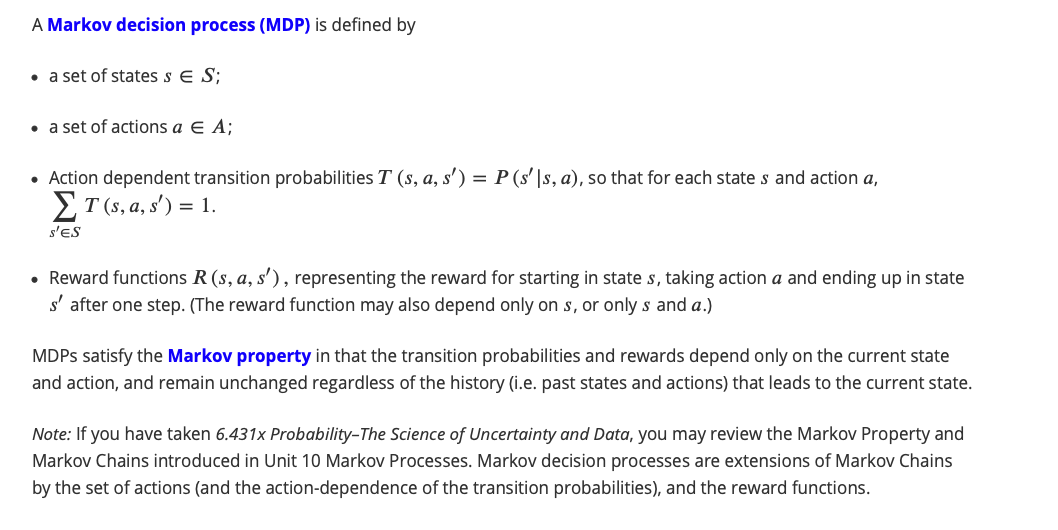 A Markov decision process (MDP) is defined by
• a set of states s ∈ S;
• a set of actions a ∈ A;
• Action dependent transition probabilities T (s, a, s′) = P (s′|s, a), so that for each state s and action a,
∑ T (s, a, s′) = 1.
s′∈S
• Reward functions R (s, a, s′), representing the reward for starting in state s, taking action a and ending up in state
s′ after one step. (The reward function may also depend only on s, or only s and a.)
MDPs satisfy the Markov property in that the transition probabilities and rewards depend only on the current state
and action, and remain unchanged regardless of the history (i.e. past states and actions) that leads to the current state.
Note: If you have taken 6.431x Probability–The Science of Uncertainty and Data, you may review the Markov Property and
Markov Chains introduced in Unit 10 Markov Processes. Markov decision processes are extensions of Markov Chains
by the set of actions (and the action-dependence of the transition probabilities), and the reward functions.